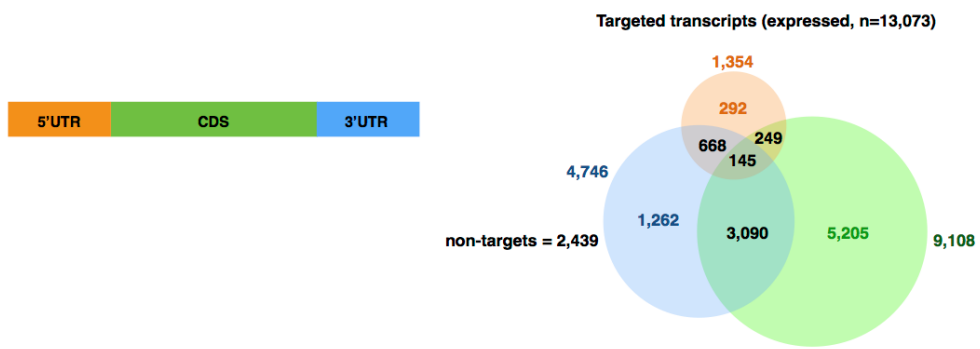 Targeted transcripts (expressed, n=13,073)
1,354
292
5'UTR
CDS
3'UTR
668
249
145
4,746
1,262
3,090
5,205
non-targets = 2,439
9,108